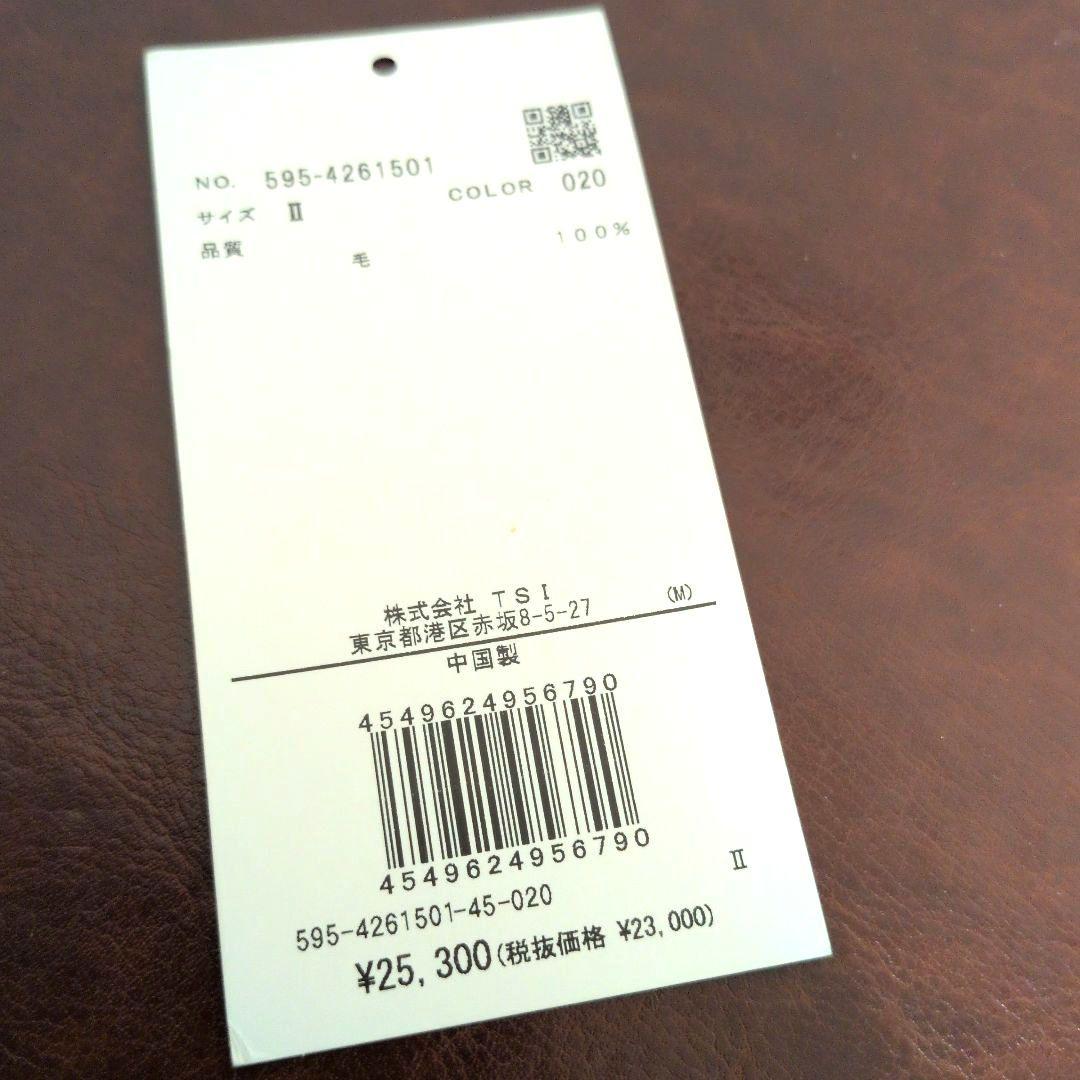 NO. 595-4261501
COLOR 020
サイズ Ⅱ
品質
毛 100%
株式会社 TSI (M)
東京都港区赤坂8-5-27
中国製
4549624956790
4549624956790
Ⅱ
595-4261501-45-020
¥25,300(税抜価格 ¥23,000)